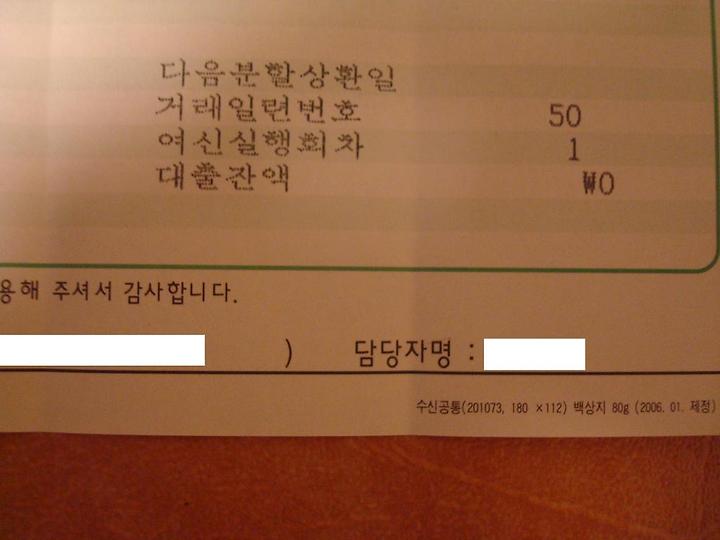 다음분할상환일
거래일련번호 50
여신실행회차 1
대출잔액 ₩0
용해 주셔서 감사합니다.
) 담당자명 :
수신공통(201073, 180 ×112) 백상지 80g (2006. 01. 제정)